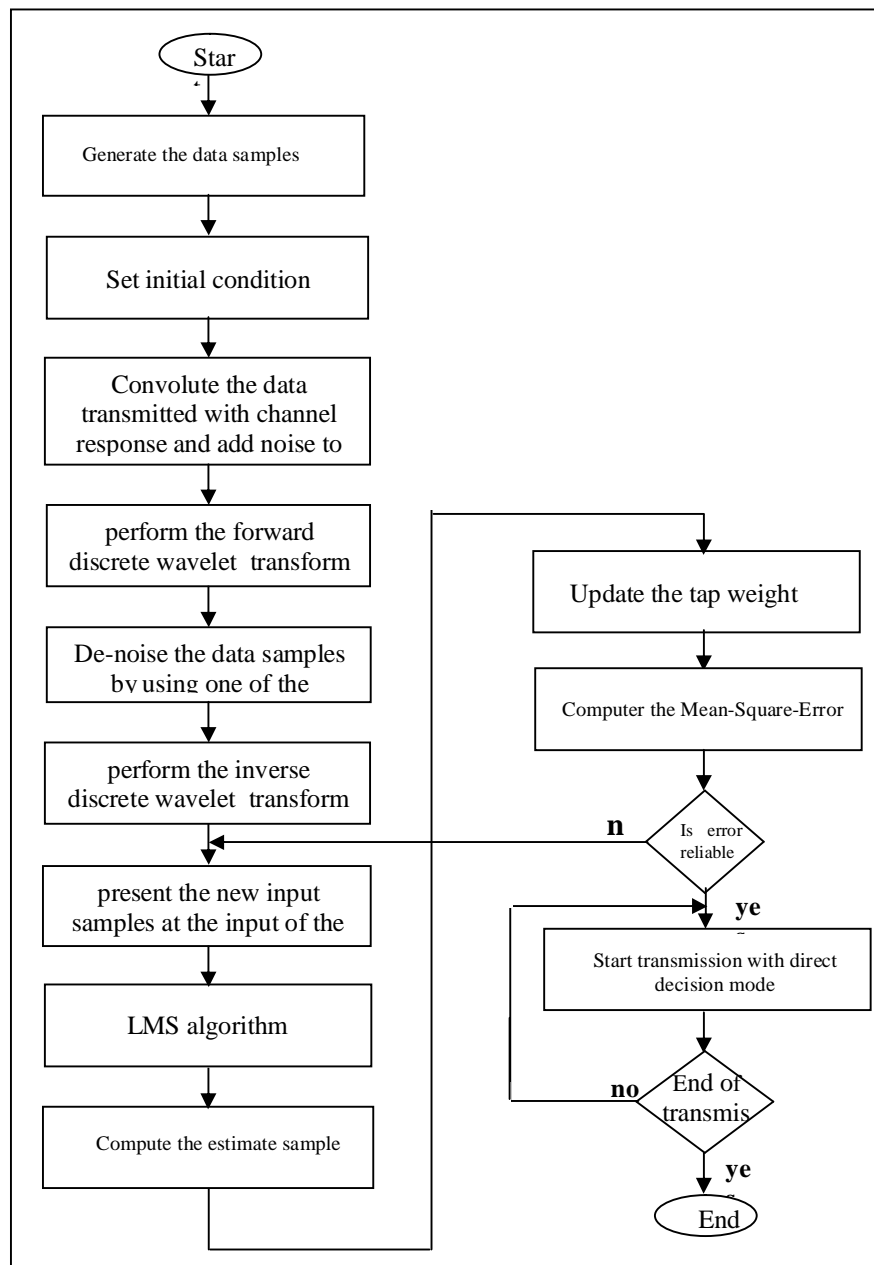 Star
Generate the data samples
Set initial condition
Convolute the data
transmitted with channel
response and add noise to
perform the forward
discrete wavelet transform
De-noise the data samples
by using one of the
perform the inverse
discrete wavelet transform
present the new input
samples at the input of the
LMS algorithm
Compute the estimate sample
Update the tap weight
Computer the Mean-Square-Error
Is error
reliable
n
ye
Start transmission with direct
decision mode
End of
transmis
no
ye
End